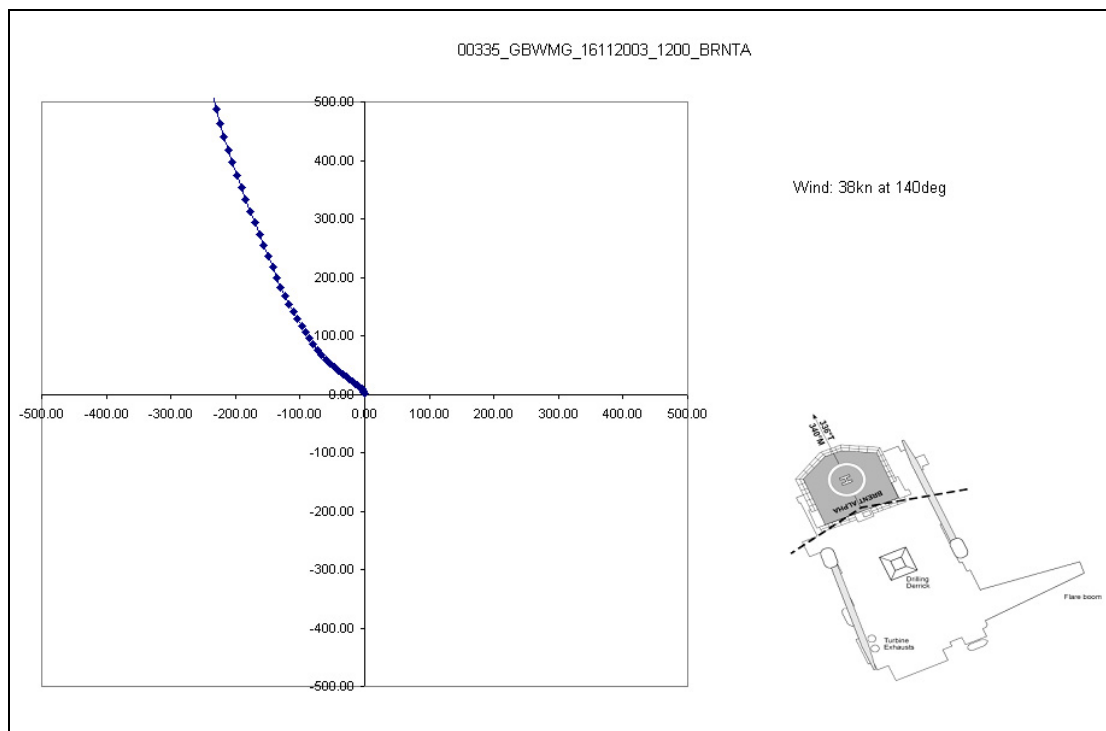 00335_GBWMG_16112003_1200_BRNTA
500.00
400.00
300.00
200.00
100.00
0.00
-500.00 -400.00 -300.00 -200.00 -100.00 0.00 100.00 200.00 300.00 400.00 500.00
-100.00
-200.00
-300.00
-400.00
-500.00
Wind: 38kn at 140deg
336°T
340°M
H
BRENT ALPHA
Drilling
Derrick
Flare boom
Turbine
Exhausts